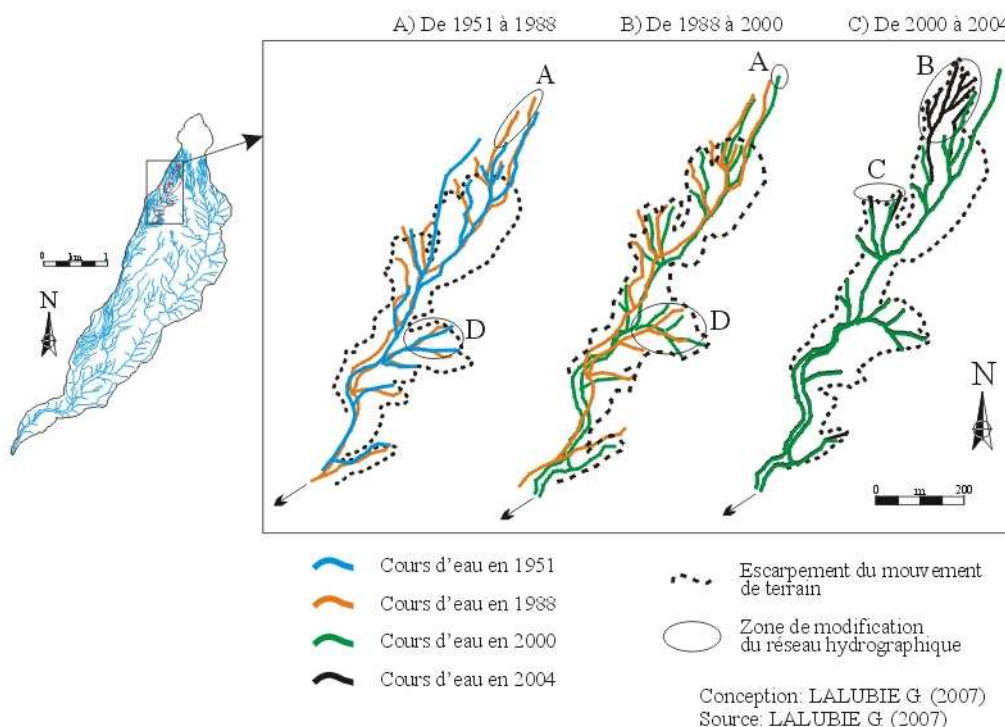 A) De 1951 à 1988
B) De 1988 à 2000
C) De 2000 à 2004
A
A
B
C
D
D
0 1
N
N
0 m 200
Cours d'eau en 1951
Cours d'eau en 1988
Cours d'eau en 2000
Cours d'eau en 2004
Escarpement du mouvement
de terrain
Zone de modification
du réseau hydrographique
Conception: LALUBIE G. (2007)
Source: LALUBIE G. (2007)